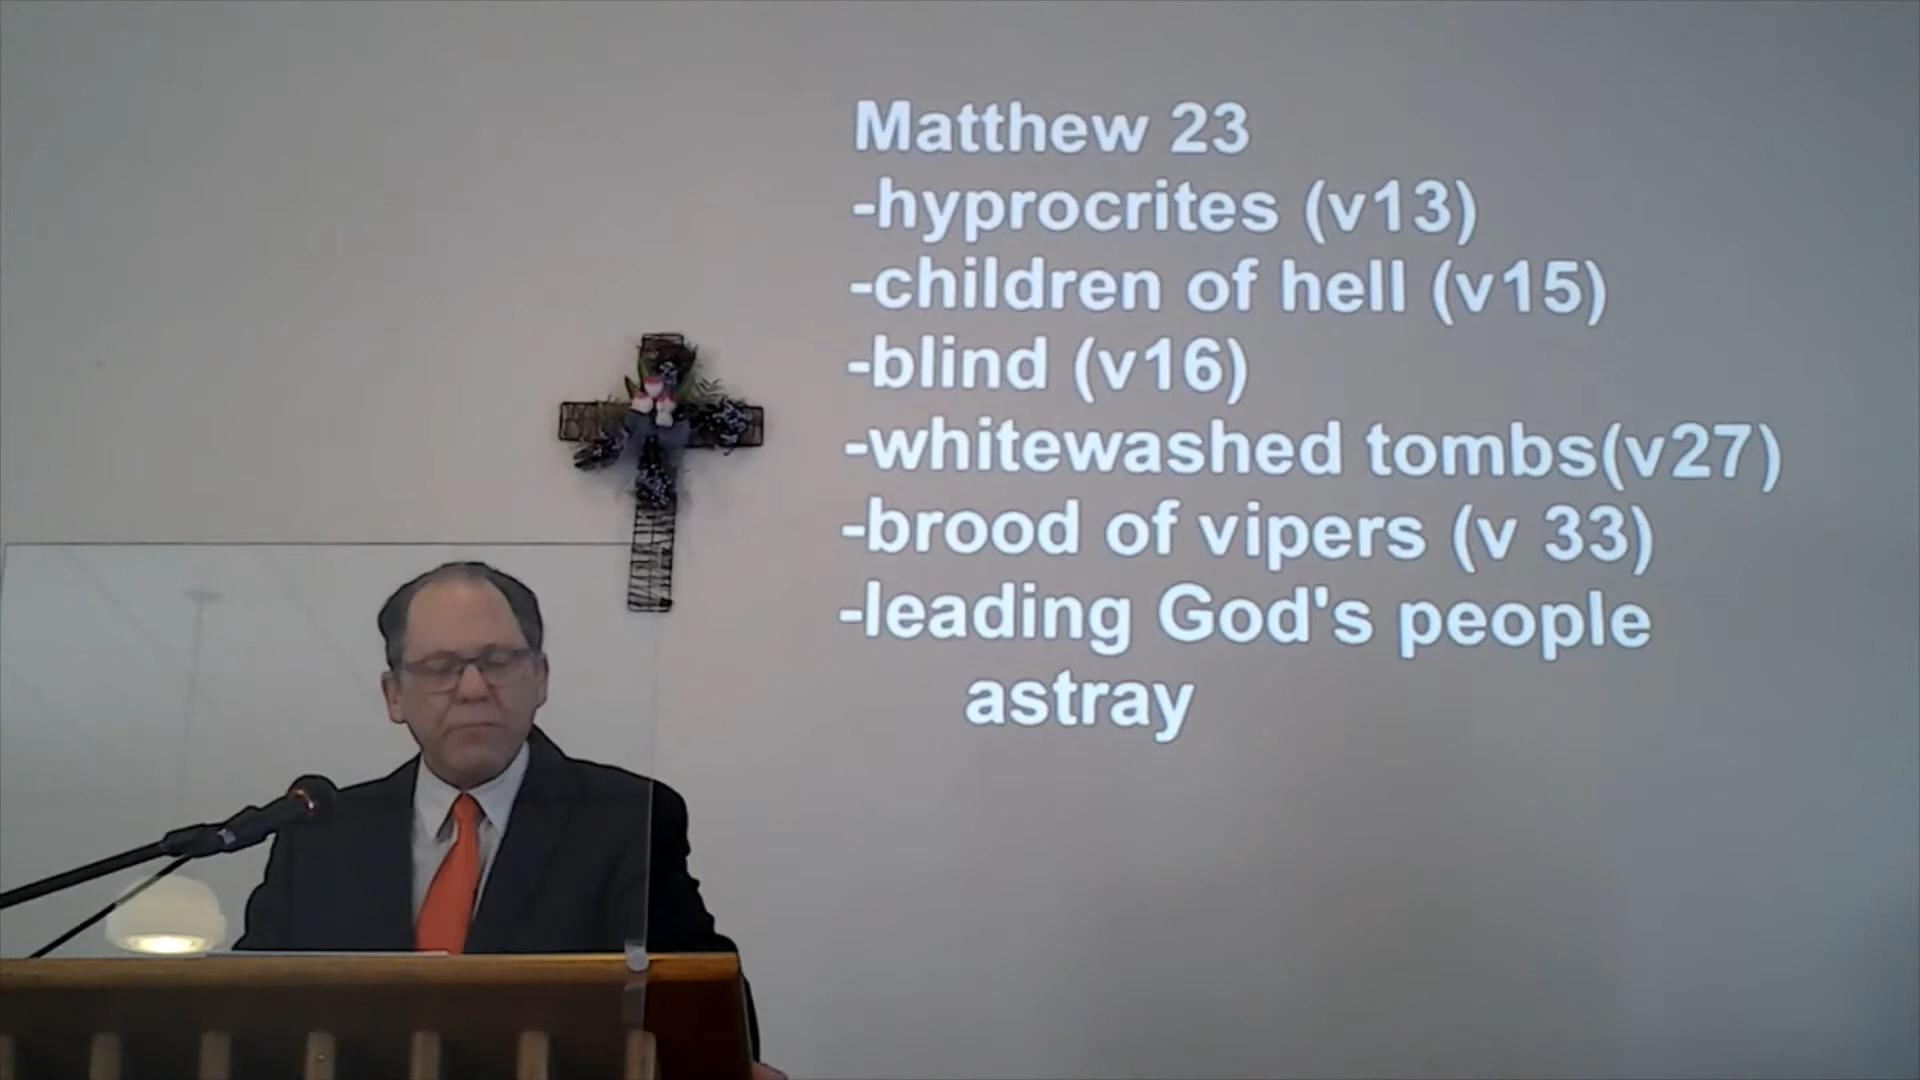 Matthew 23
-hyprocrites (v13)
-children of hell (v15)
-blind (v16)
-whitewashed tombs(v27)
-brood of vipers (v 33)
-leading God's people
astray